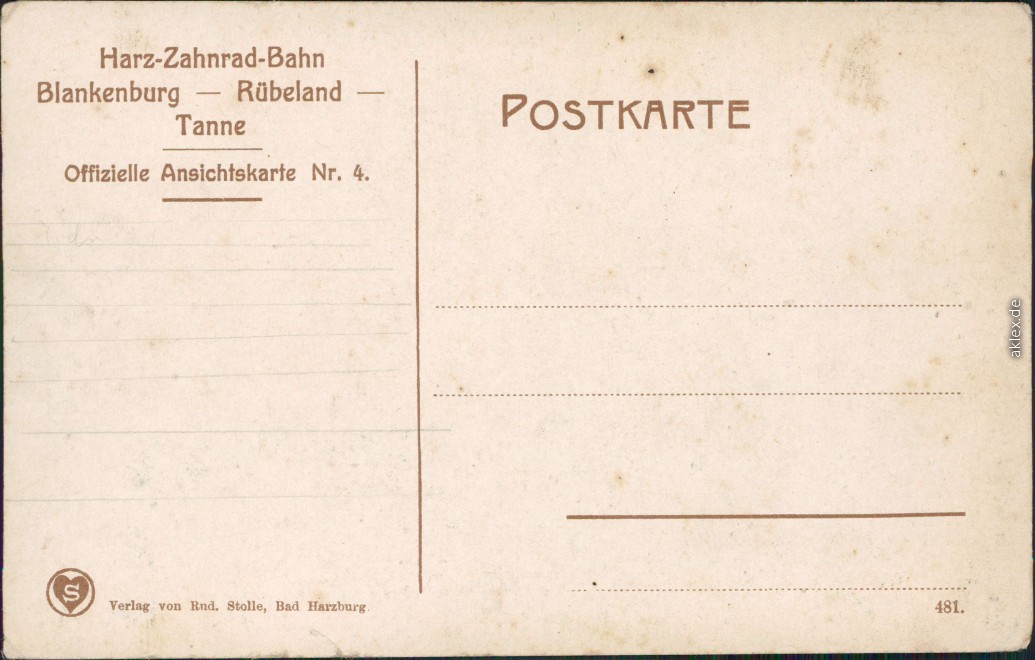 Harz-Zahnrad-Bahn
Blankenburg — Rübeland —
Tanne
Offizielle Ansichtskarte Nr. 4.
POSTKARTE
S
Verlag von Rud. Stolle, Bad Harzburg.
481.
aklex.de